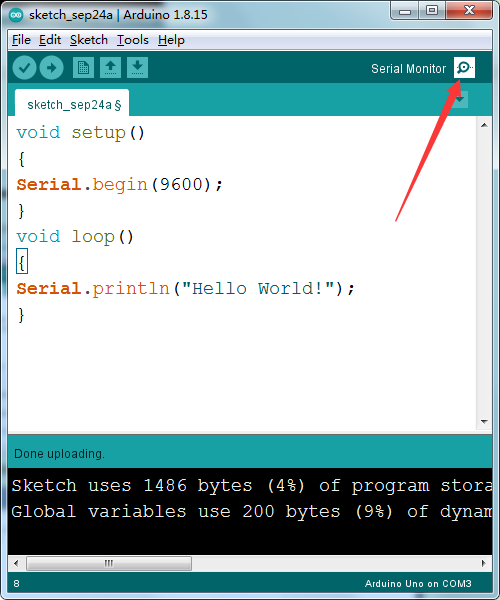 sketch_sep24a | Arduino 1.8.15
File Edit Sketch Tools Help
Serial Monitor
sketch_sep24a §
void setup()
{
Serial.begin(9600);
}
void loop()
{
Serial.println("Hello World!");
}
Done uploading.
Sketch uses 1486 bytes (4%) of program stora
Global variables use 200 bytes (9%) of dynam
8 Arduino Uno on COM3